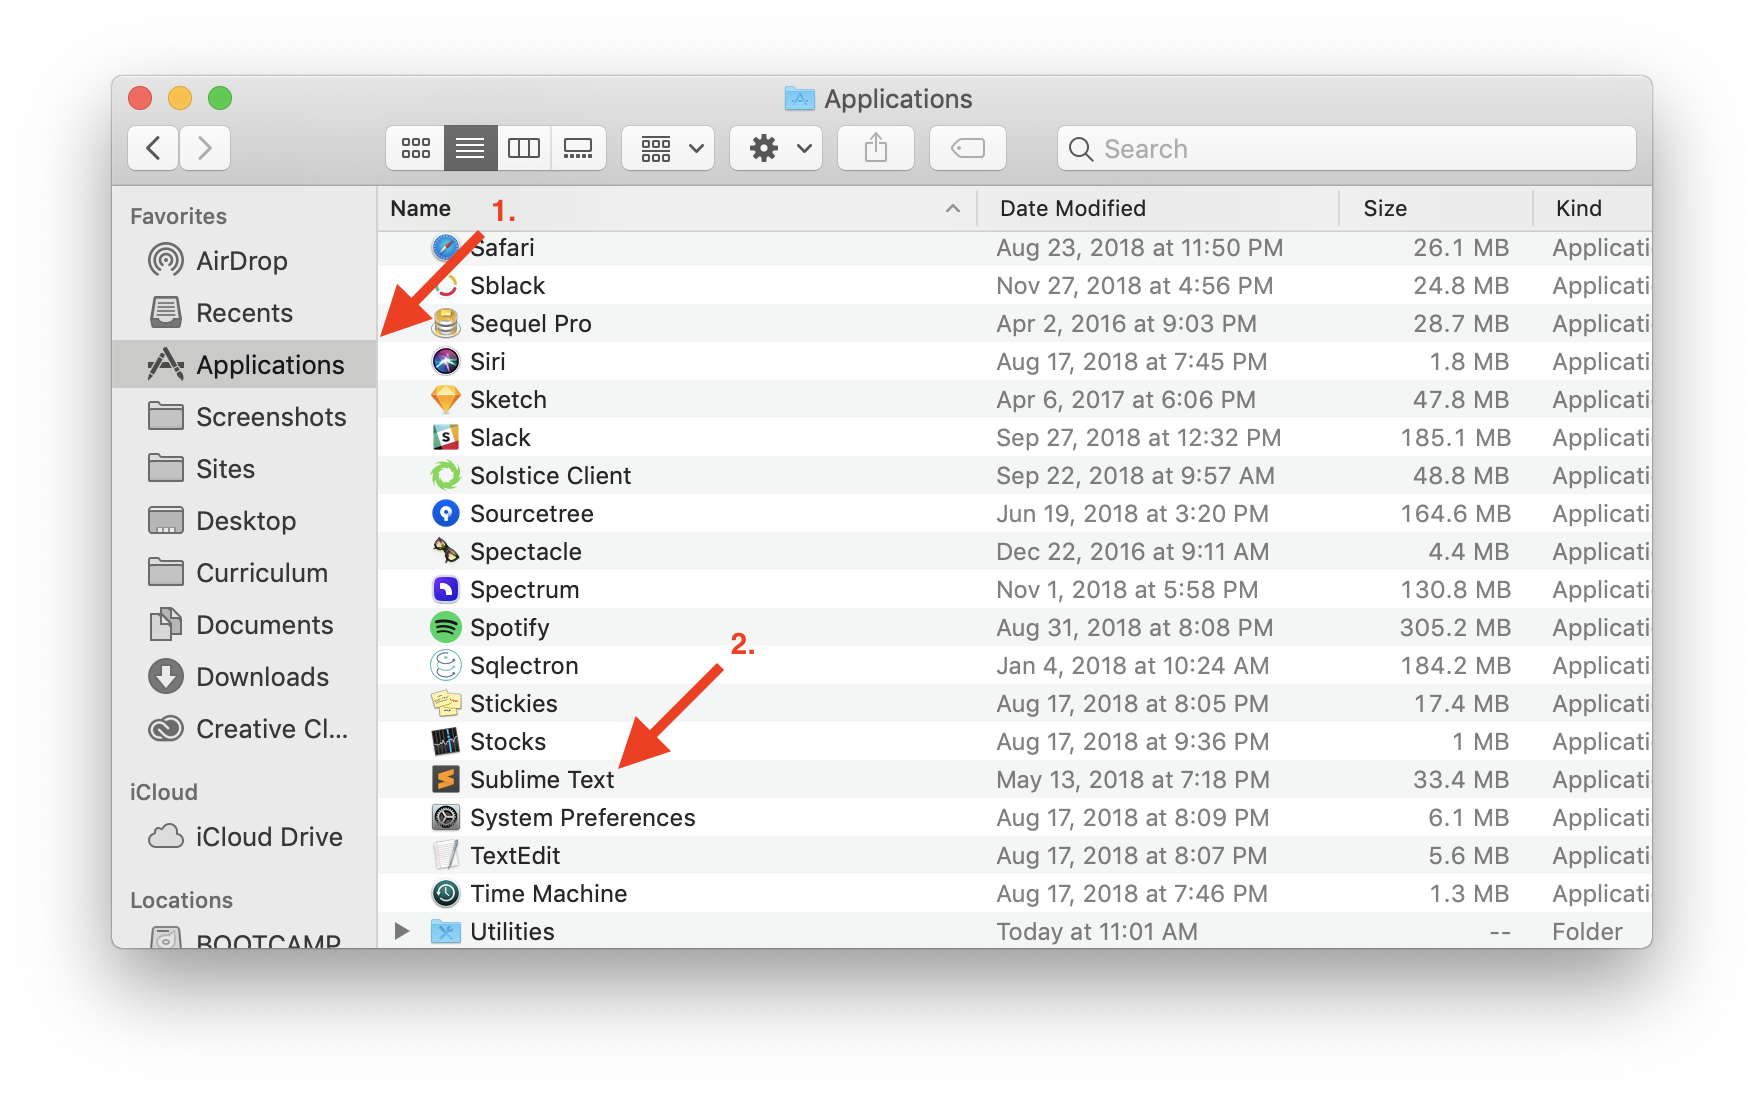 Applications
Search
Favorites
AirDrop
Recents
Applications
Screenshots
Sites
Desktop
Curriculum
Documents
Downloads
Creative Cl...
iCloud
iCloud Drive
Locations
BOOTCAMP
Name 1. Date Modified Size Kind
Safari Aug 23, 2018 at 11:50 PM 26.1 MB Applicati
Sblack Nov 27, 2018 at 4:56 PM 24.8 MB Applicati
Sequel Pro Apr 2, 2016 at 9:03 PM 28.7 MB Applicati
Siri Aug 17, 2018 at 7:45 PM 1.8 MB Applicati
Sketch Apr 6, 2017 at 6:06 PM 47.8 MB Applicati
Slack Sep 27, 2018 at 12:32 PM 185.1 MB Applicati
Solstice Client Sep 22, 2018 at 9:57 AM 48.8 MB Applicati
Sourcetree Jun 19, 2018 at 3:20 PM 164.6 MB Applicati
Spectacle Dec 22, 2016 at 9:11 AM 4.4 MB Applicati
Spectrum Nov 1, 2018 at 5:58 PM 130.8 MB Applicati
Spotify Aug 31, 2018 at 8:08 PM 305.2 MB Applicati
2.
Sqlectron Jan 4, 2018 at 10:24 AM 184.2 MB Applicati
Stickies Aug 17, 2018 at 8:05 PM 17.4 MB Applicati
Stocks Aug 17, 2018 at 9:36 PM 1 MB Applicati
Sublime Text May 13, 2018 at 7:18 PM 33.4 MB Applicati
System Preferences Aug 17, 2018 at 8:09 PM 6.1 MB Applicati
TextEdit Aug 17, 2018 at 8:07 PM 5.6 MB Applicati
Time Machine Aug 17, 2018 at 7:46 PM 1.3 MB Applicati
Utilities Today at 11:01 AM -- Folder